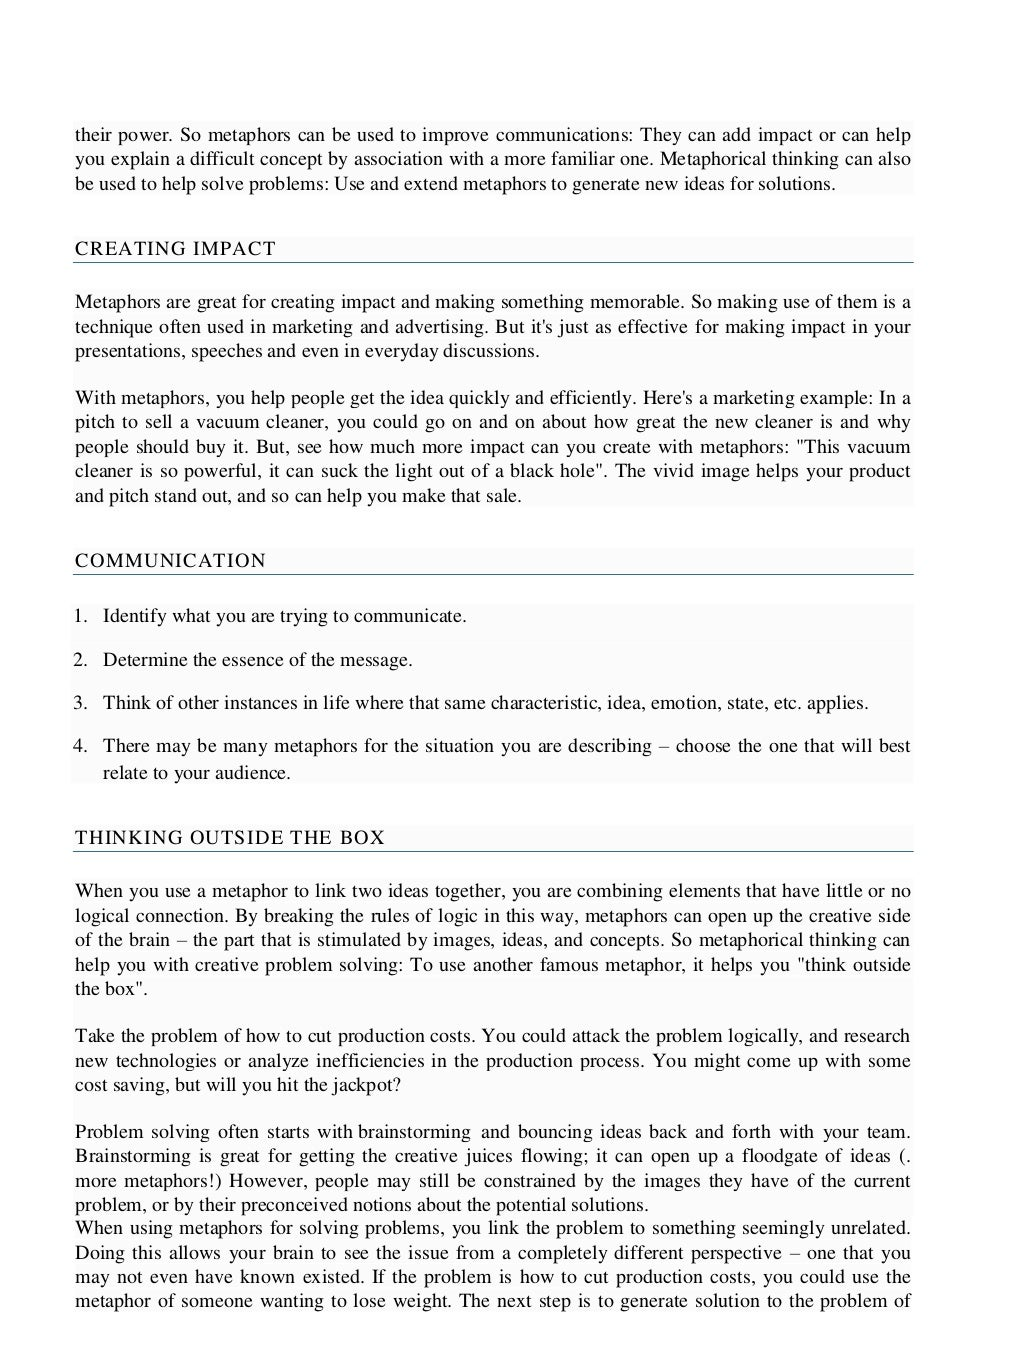 their power. So metaphors can be used to improve communications: They can add impact or can help
you explain a difficult concept by association with a more familiar one. Metaphorical thinking can also
be used to help solve problems: Use and extend metaphors to generate new ideas for solutions.
CREATING IMPACT
Metaphors are great for creating impact and making something memorable. So making use of them is a
technique often used in marketing and advertising. But it's just as effective for making impact in your
presentations, speeches and even in everyday discussions.
With metaphors, you help people get the idea quickly and efficiently. Here's a marketing example: In a
pitch to sell a vacuum cleaner, you could go on and on about how great the new cleaner is and why
people should buy it. But, see how much more impact can you create with metaphors: "This vacuum
cleaner is so powerful, it can suck the light out of a black hole". The vivid image helps your product
and pitch stand out, and so can help you make that sale.
COMMUNICATION
1. Identify what you are trying to communicate.
2. Determine the essence of the message.
3. Think of other instances in life where that same characteristic, idea, emotion, state, etc. applies.
4. There may be many metaphors for the situation you are describing – choose the one that will best
relate to your audience.
THINKING OUTSIDE THE BOX
When you use a metaphor to link two ideas together, you are combining elements that have little or no
logical connection. By breaking the rules of logic in this way, metaphors can open up the creative side
of the brain – the part that is stimulated by images, ideas, and concepts. So metaphorical thinking can
help you with creative problem solving: To use another famous metaphor, it helps you "think outside
the box".
Take the problem of how to cut production costs. You could attack the problem logically, and research
new technologies or analyze inefficiencies in the production process. You might come up with some
cost saving, but will you hit the jackpot?
Problem solving often starts with brainstorming and bouncing ideas back and forth with your team.
Brainstorming is great for getting the creative juices flowing; it can open up a floodgate of ideas (.
more metaphors!) However, people may still be constrained by the images they have of the current
problem, or by their preconceived notions about the potential solutions.
When using metaphors for solving problems, you link the problem to something seemingly unrelated.
Doing this allows your brain to see the issue from a completely different perspective – one that you
may not even have known existed. If the problem is how to cut production costs, you could use the
metaphor of someone wanting to lose weight. The next step is to generate solution to the problem of